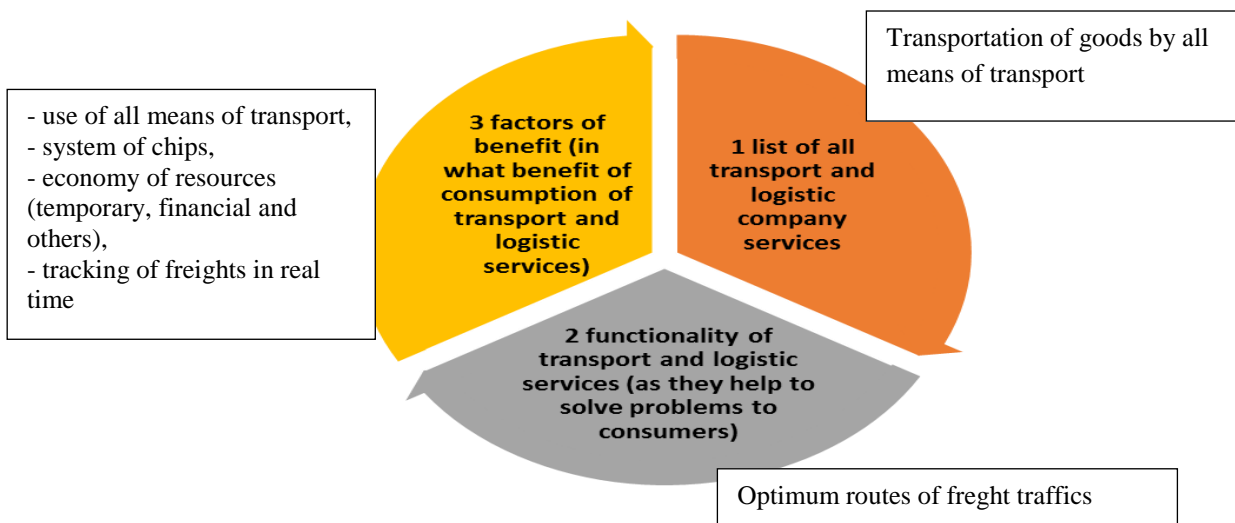 Transportation of goods by all
means of transport
- use of all means of transport,
- system of chips,
- economy of resources
(temporary, financial and
others),
- tracking of freights in real
time
3 factors of
benefit (in
what benefit of
consumption of
transport and
logistic
services)
1 list of all
transport and
logistic
company
services
2 functionality of
transport and logistic
services (as they help to
solve problems to
consumers)
Optimum routes of freght traffics